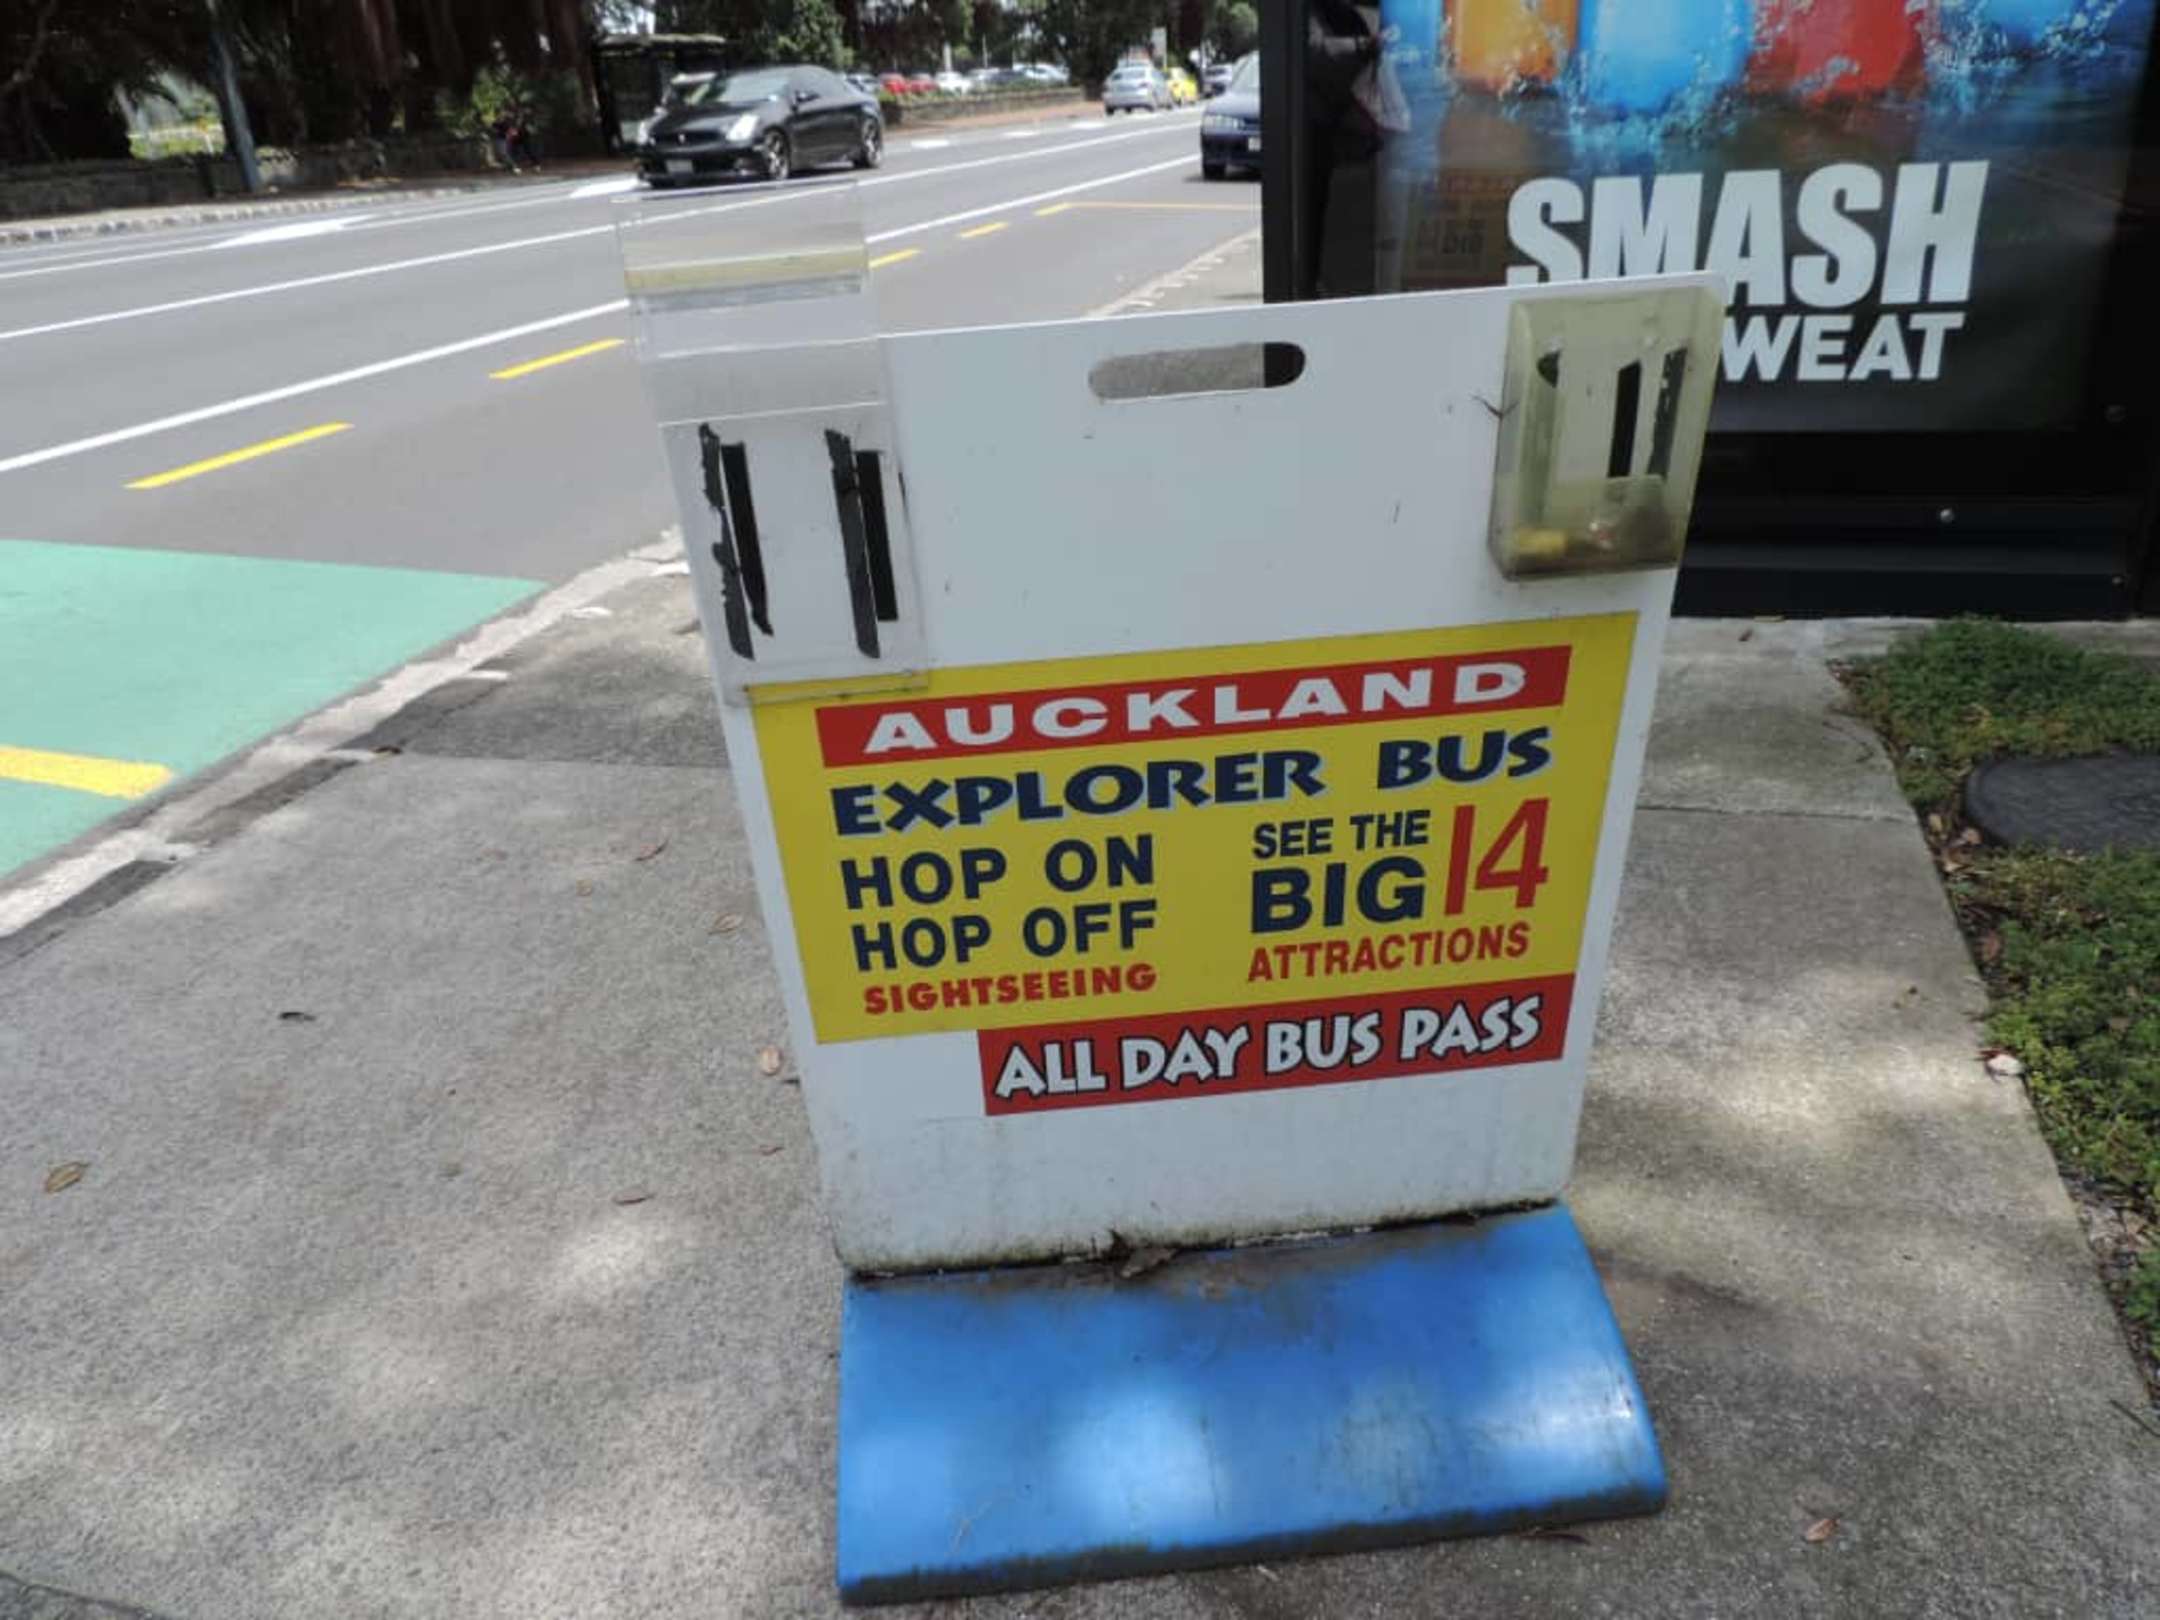 SMASH
WEAT
AUCKLAND
EXPLORER BUS
HOP ON
HOP OFF
SIGHTSEEING
SEE THE
BIG 14
ATTRACTIONS
ALL DAY BUS PASS